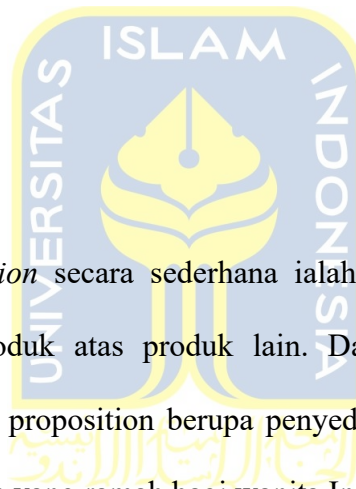 ISLAM
UNIVERSITAS
INDONESIA
ion secara sederhana ialah
oduk atas produk lain. Da
proposition berupa penyed
yang ramah bagi wanita In